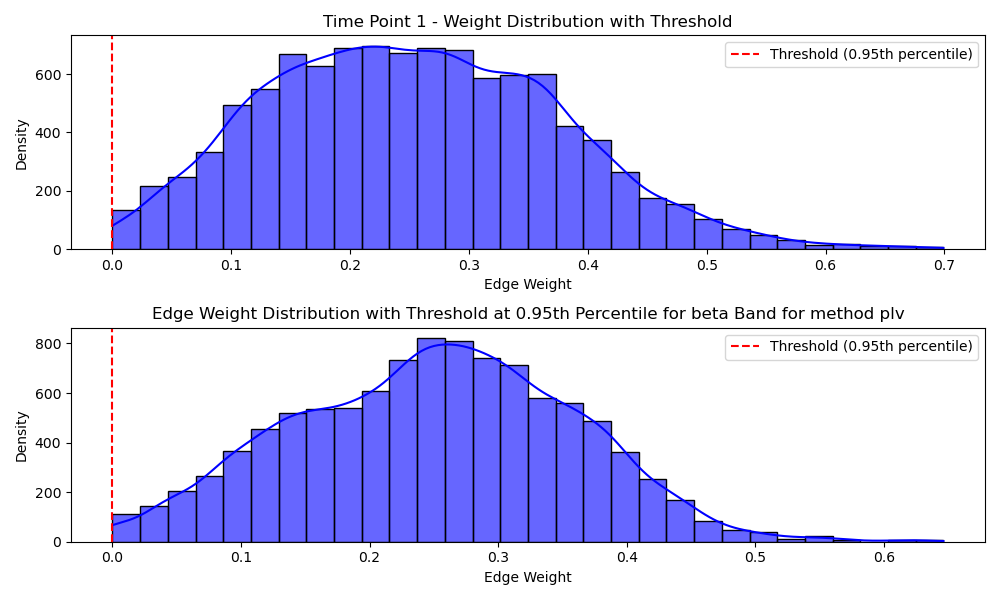 Time Point 1 - Weight Distribution with Threshold
Threshold (0.95th percentile)
Density
600
400
200
0
0.0 0.1 0.2 0.3 0.4 0.5 0.6 0.7
Edge Weight
Edge Weight Distribution with Threshold at 0.95th Percentile for beta Band for method plv
Threshold (0.95th percentile)
Density
800
600
400
200
0
0.0 0.1 0.2 0.3 0.4 0.5 0.6
Edge Weight